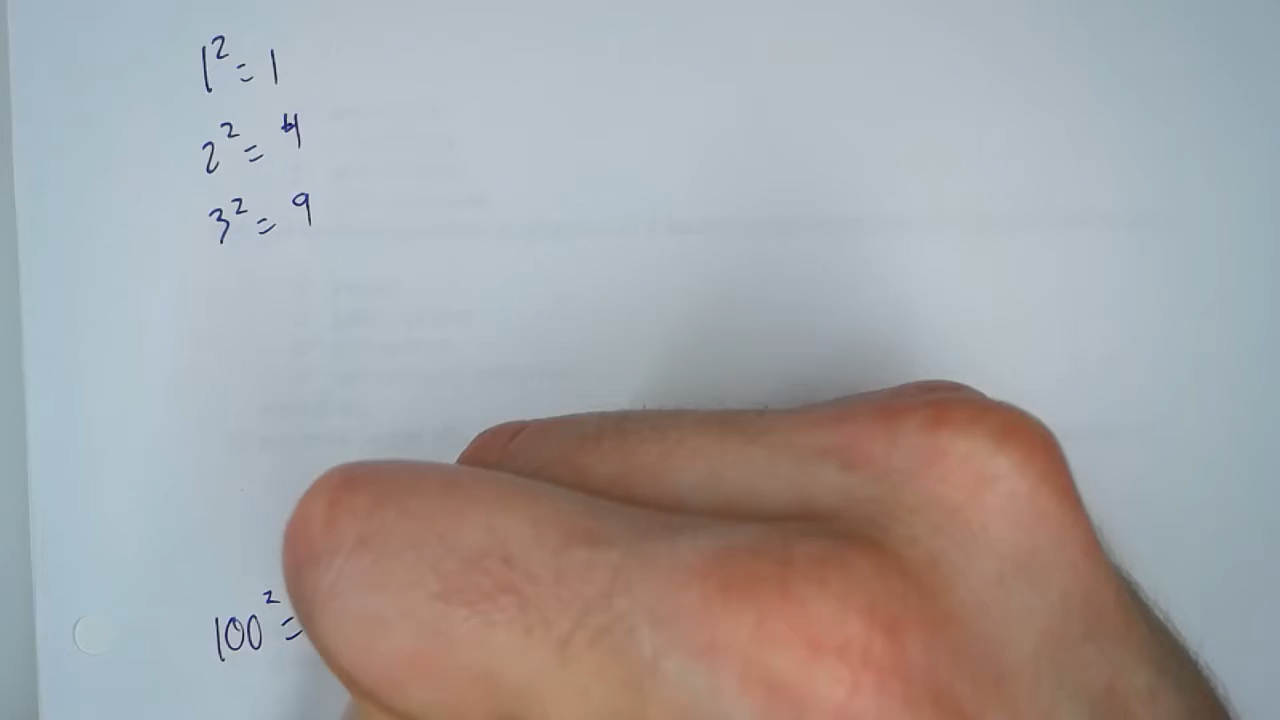 1² = 1
2² = 4
3² = 9
100² =